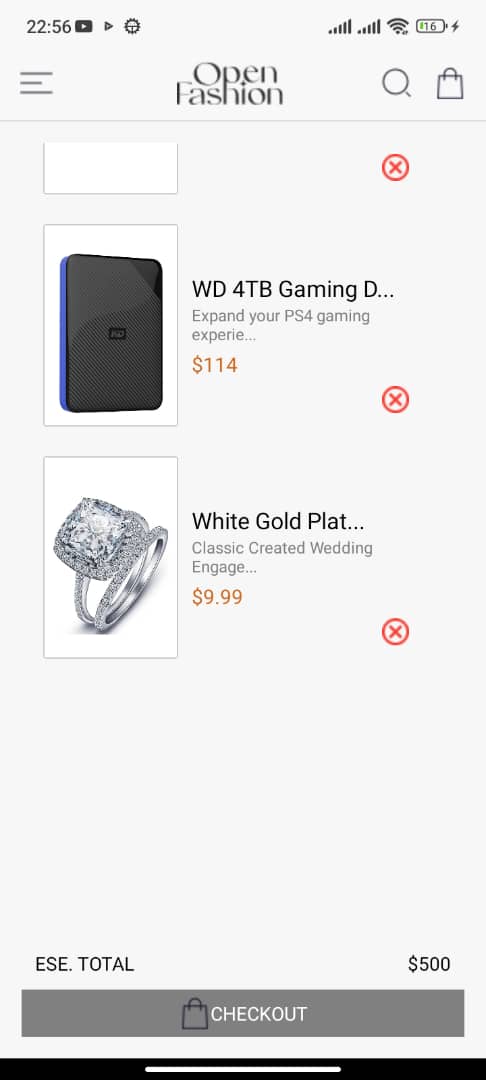 22:56
16
Open
Fashion
WD
WD 4TB Gaming D...
Expand your PS4 gaming
experie...
$114
White Gold Plat...
Classic Created Wedding
Engage...
$9.99
ESE. TOTAL
$500
CHECKOUT